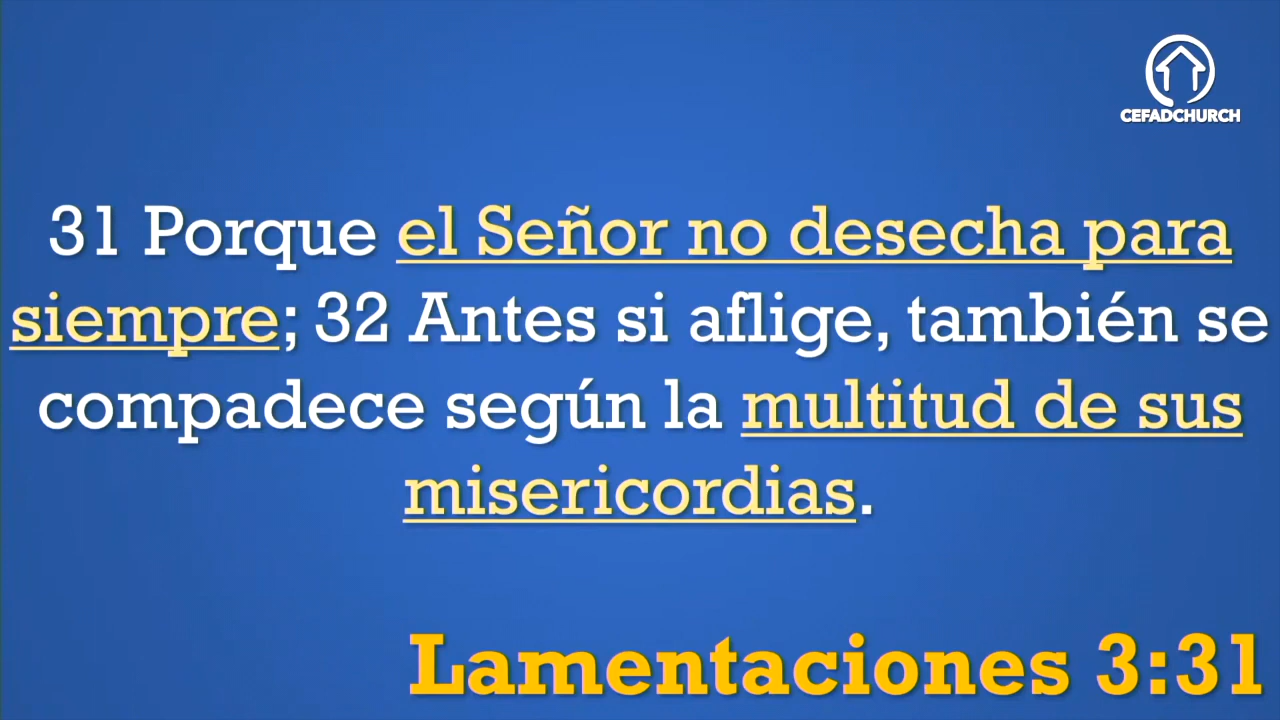 CEFADCHURCH
31 Porque el Señor no desecha para
siempre; 32 Antes si aflige, también se
compadece según la multitud de sus
misericordias.
Lamentaciones 3:31